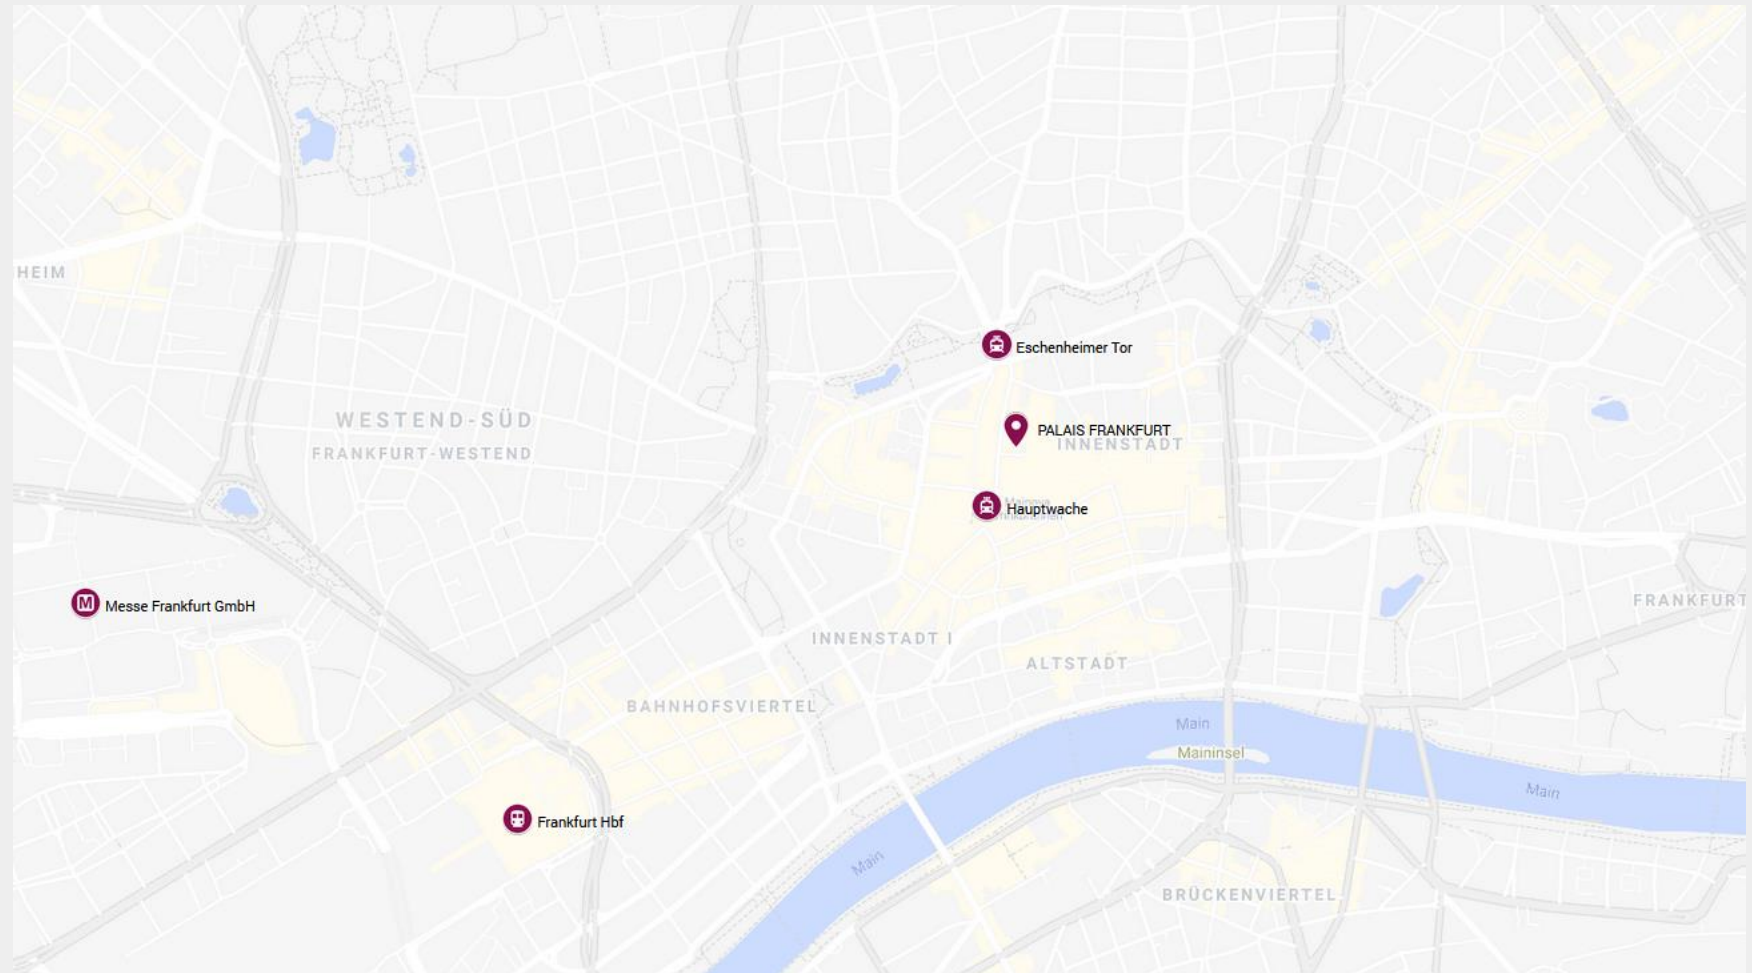 HEIM
Eschenheimer Tor
WESTEND-SÜD
FRANKFURT-WESTEND
PALAIS FRANKFURT
INNENSTADT
Hauptwache
Messe Frankfurt GmbH
FRANKFURT
INNENSTADT I
ALTSTADT
BAHNHOFSVIERTEL
Main
Maininsel
Main
Frankfurt Hbf
Main
BRÜCKENVIERTEL